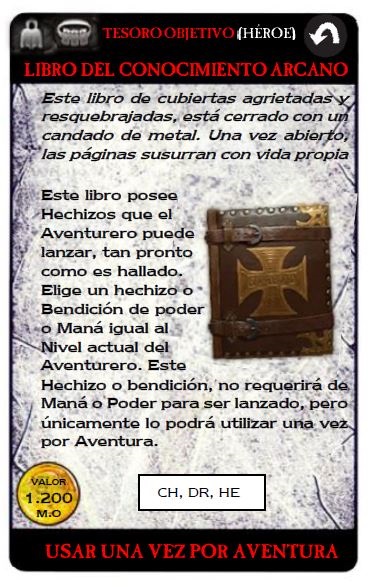 TESORO OBJETIVO (HÉROE)
LIBRO DEL CONOCIMIENTO ARCANO
Este libro de cubiertas agrietadas y
resquebrajadas, está cerrado con un
candado de metal. Una vez abierto,
las páginas susurran con vida propia
Este libro posee
Hechizos que el
Aventurero puede
lanzar, tan pronto
como es hallado.
Elige un hechizo o
Bendición de poder
o Maná igual al
Nivel actual del
Aventurero. Este
Hechizo o bendición, no requerirá de
Maná o Poder para ser lanzado, pero
únicamente lo podrá utilizar una vez
por Aventura.
VALOR
1.200
M.O
CH, DR, HE
USAR UNA VEZ POR AVENTURA